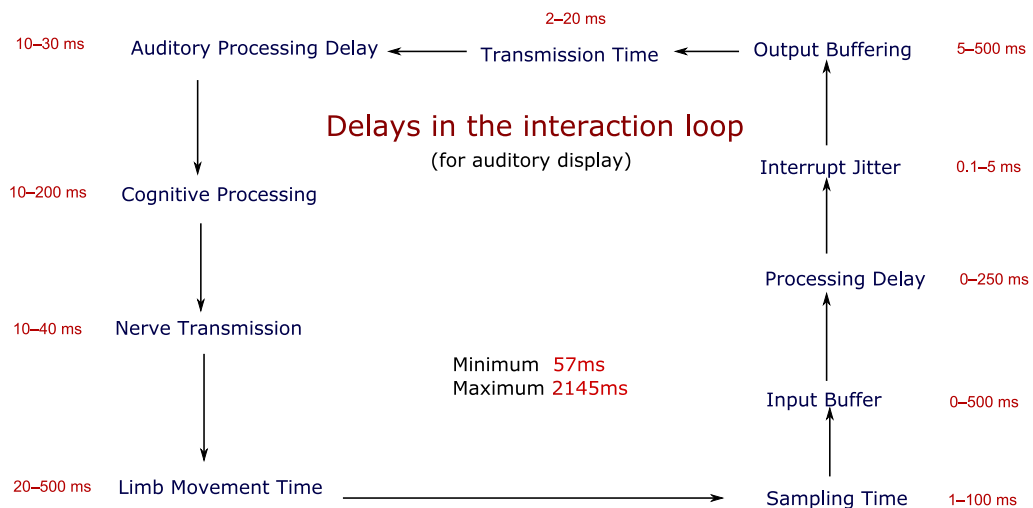 2–20 ms
10–30 ms Auditory Processing Delay Transmission Time Output Buffering 5–500 ms
Delays in the interaction loop
(for auditory display)
Interrupt Jitter 0.1–5 ms
10–200 ms Cognitive Processing
Processing Delay 0–250 ms
10–40 ms Nerve Transmission
Minimum 57ms
Maximum 2145ms
Input Buffer 0–500 ms
20–500 ms Limb Movement Time Sampling Time 1–100 ms